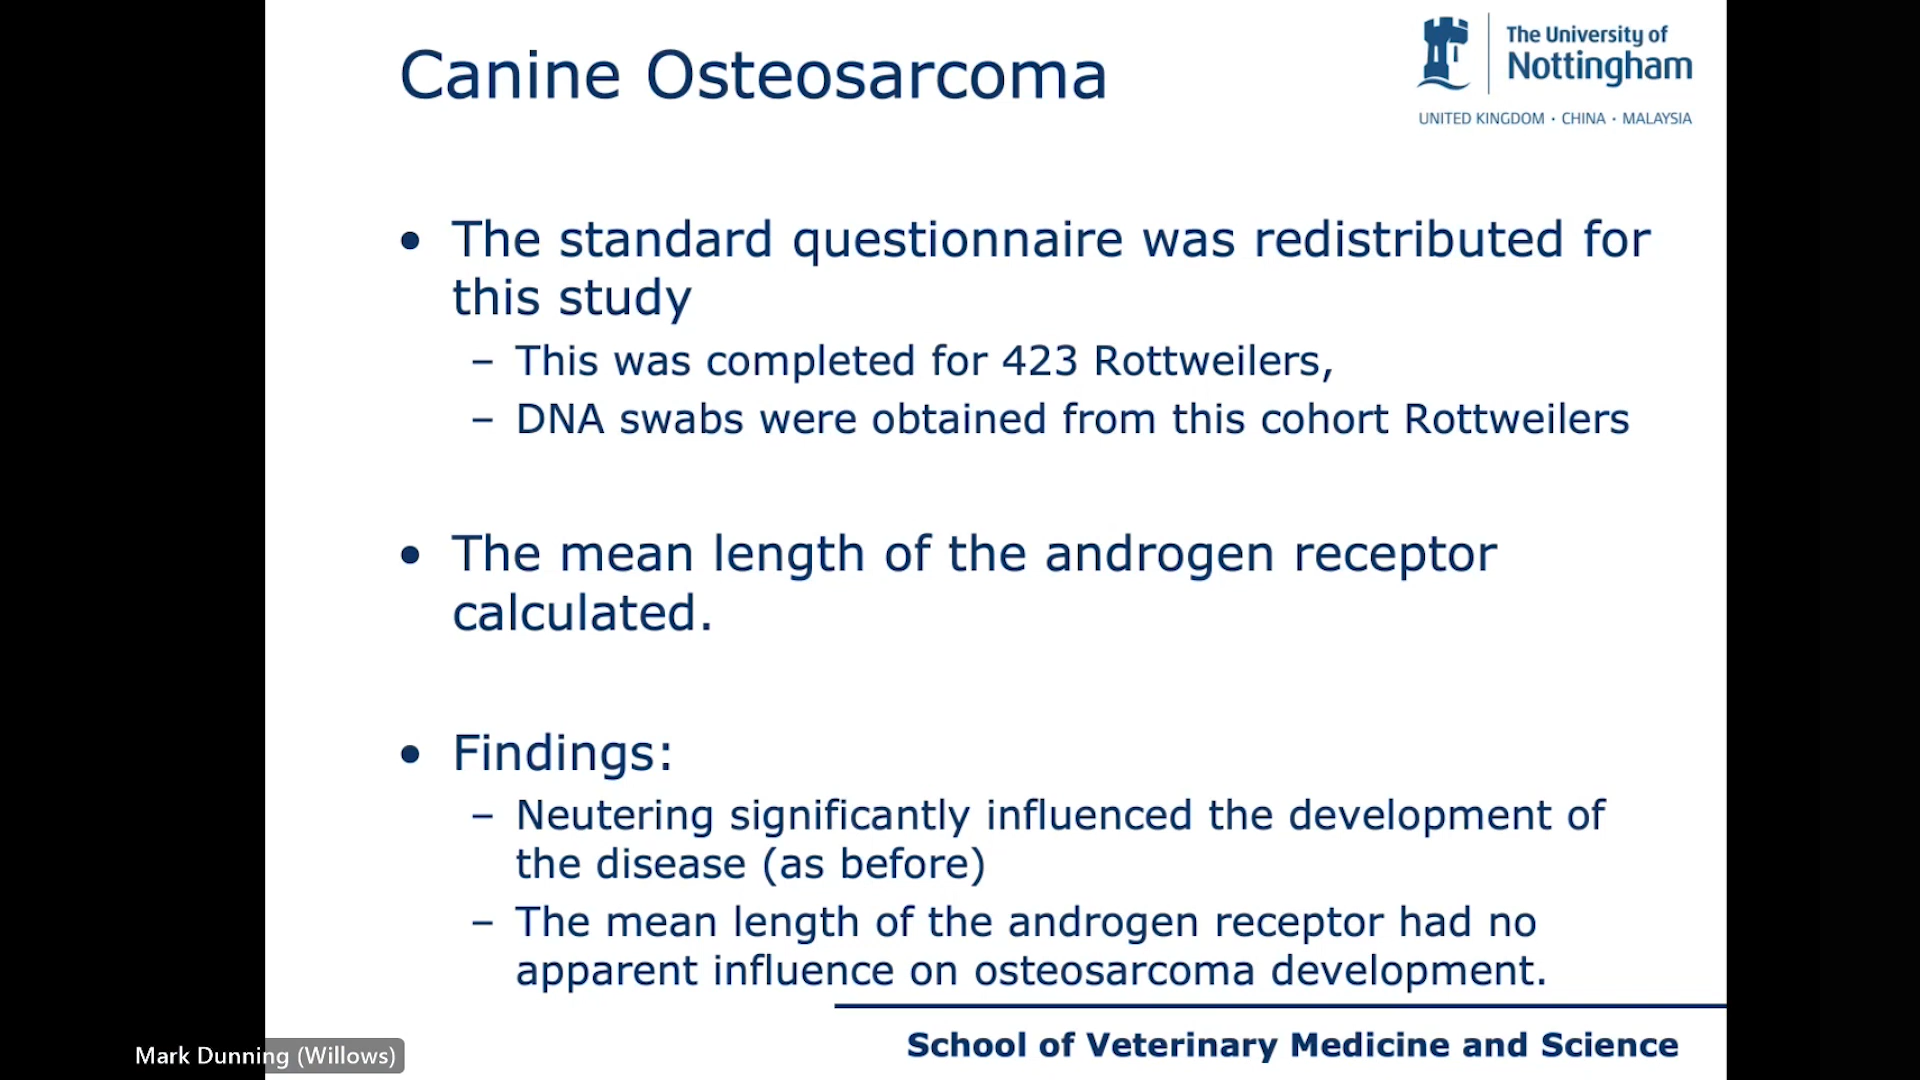 Canine Osteosarcoma
The University of
Nottingham
UNITED KINGDOM · CHINA · MALAYSIA
• The standard questionnaire was redistributed for
this study
– This was completed for 423 Rottweilers,
– DNA swabs were obtained from this cohort Rottweilers
• The mean length of the androgen receptor
calculated.
• Findings:
– Neutering significantly influenced the development of
the disease (as before)
– The mean length of the androgen receptor had no
apparent influence on osteosarcoma development.
School of Veterinary Medicine and Science
Mark Dunning (Willows)